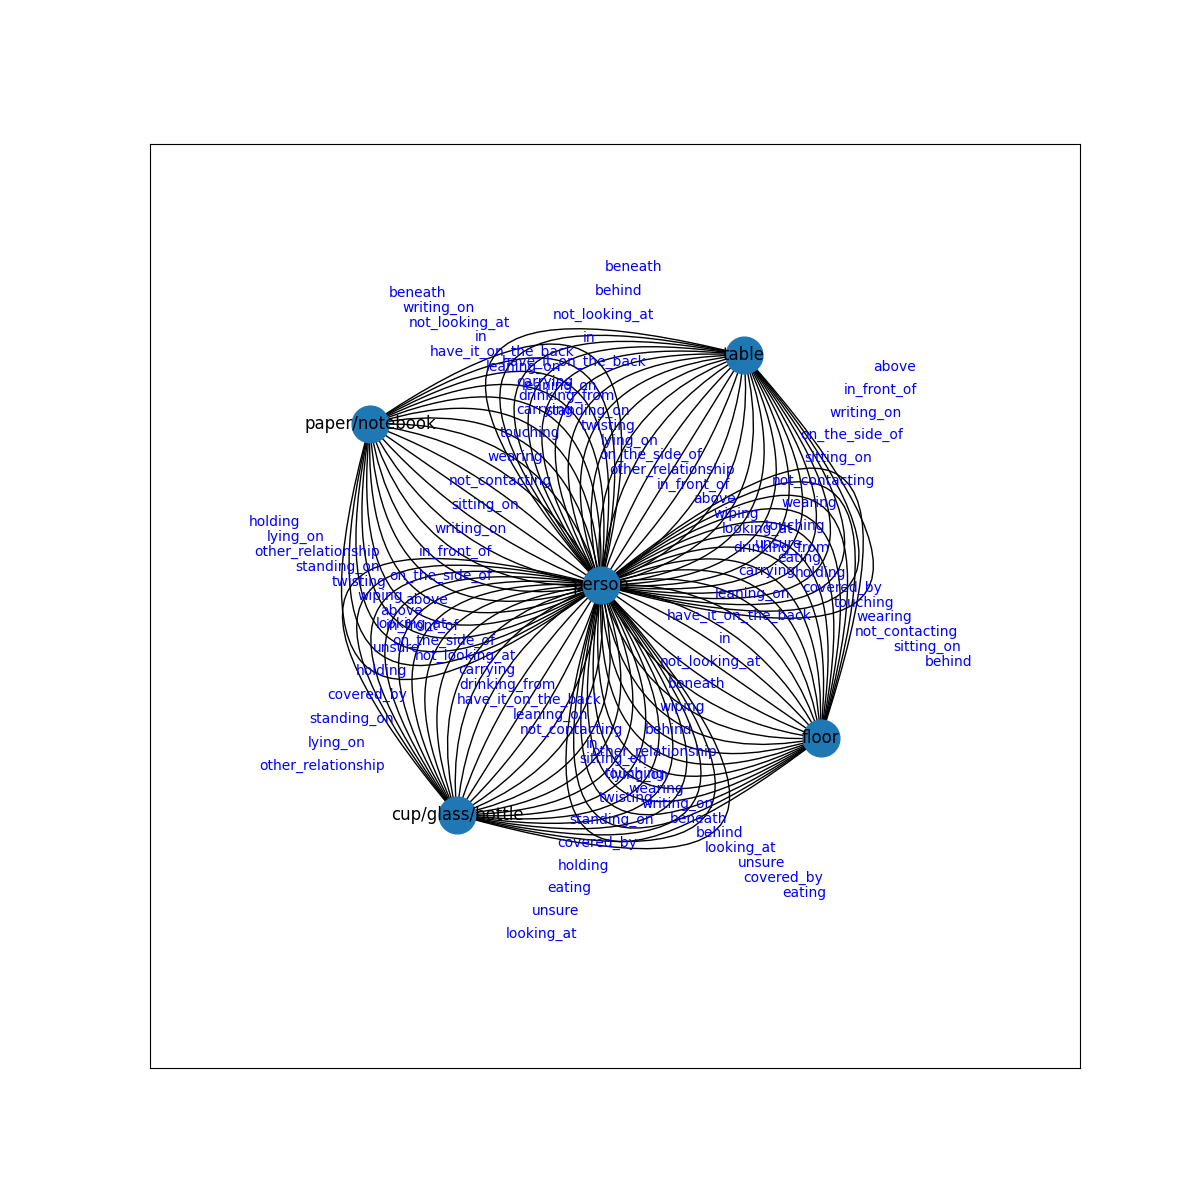 beneath
behind
not_looking_at
in
have_it_on_the_back
leaning_on
carrying
touching
wearing
not_contacting
sitting_on
writing_on
in_front_of
on_the_side_of
above
looking_at
unsure
holding
covered_by
standing_on
lying_on
other_relationship
beneath
writing_on
not_looking_at
in
have_it_on_the_back
leaning_on
carrying
drinking_from
standing_on
twisting
lying_on
on_the_side_of
other_relationship
in_front_of
above
wiping
looking_at
unsure
eating
holding
covered_by
touching
wearing
not_contacting
sitting_on
behind
above
in_front_of
writing_on
on_the_side_of
sitting_on
not_contacting
wearing
touching
drinking_from
carrying
leaning_on
have_it_on_the_back
in
not_looking_at
beneath
wiping
behind
other_relationship
lying_on
twisting
standing_on
covered_by
holding
eating
unsure
looking_at
holding
lying_on
other_relationship
standing_on
twisting
wiping
above
in_front_of
on_the_side_of
not_looking_at
carrying
drinking_from
have_it_on_the_back
leaning_on
not_contacting
in
sitting_on
touching
wearing
writing_on
beneath
behind
looking_at
unsure
covered_by
eating
table
paper/notebook
person
floor
cup/glass/bottle